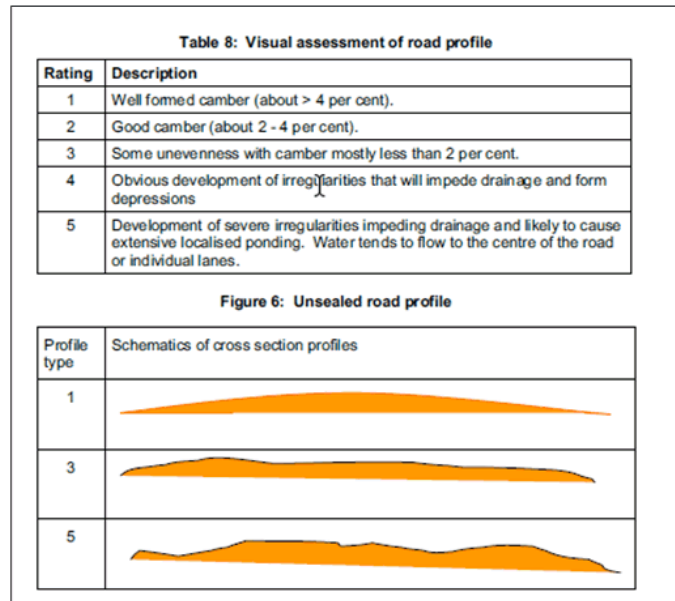 Table 8: Visual assessment of road profile
Rating Description
1 Well formed camber (about > 4 per cent).
2 Good camber (about 2 - 4 per cent).
3 Some unevenness with camber mostly less than 2 per cent.
4 Obvious development of irregularities that will impede drainage and form
depressions
5 Development of severe irregularities impeding drainage and likely to cause
extensive localised ponding. Water tends to flow to the centre of the road
or individual lanes.
Figure 6: Unsealed road profile
Profile Schematics of cross section profiles
type
1
3
5